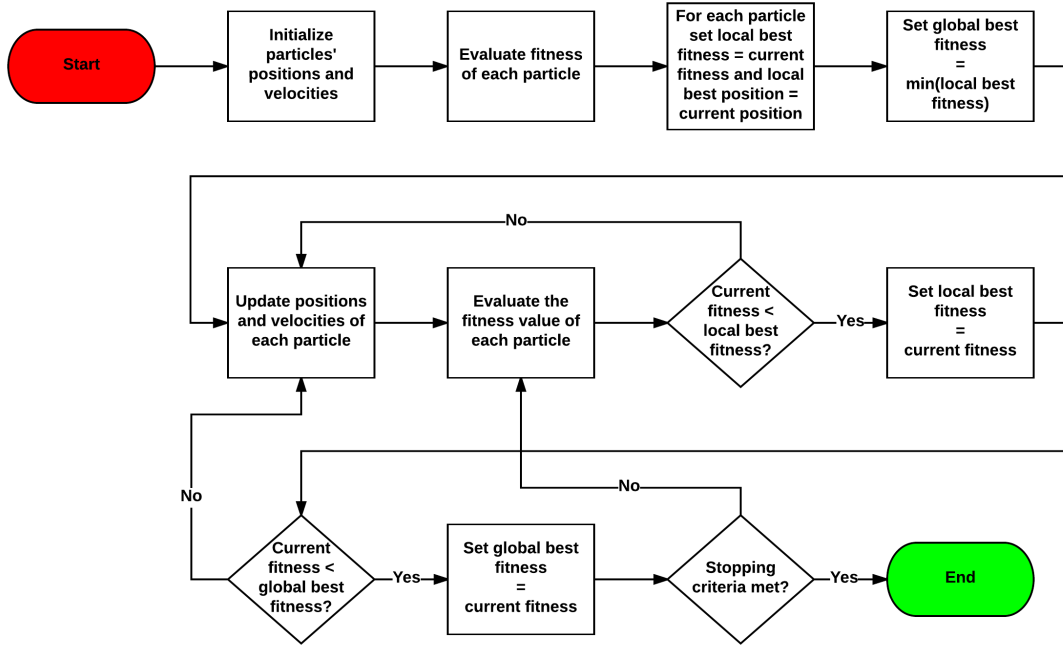 Start
Initialize
particles'
positions and
velocities
Evaluate fitness
of each particle
For each particle
set local best
fitness = current
fitness and local
best position =
current position
Set global best
fitness
=
min(local best
fitness)
No
Update positions
and velocities of
each particle
Evaluate the
fitness value of
each particle
Current
fitness <
local best
fitness?
Yes
Set local best
fitness
=
current fitness
No
No
Current
fitness <
global best
fitness?
Yes
Set global best
fitness
=
current fitness
Stopping
criteria met?
Yes
End